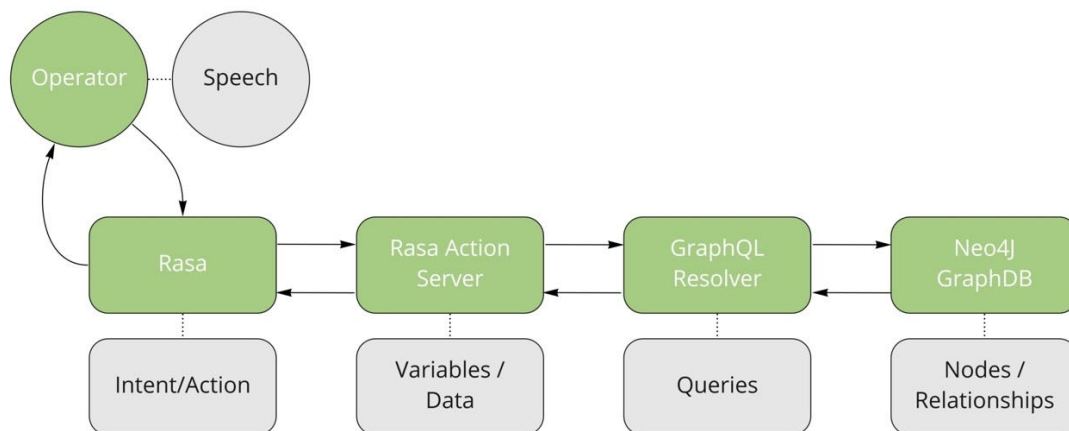 Operator
Speech
Rasa
Rasa Action
Server
GraphQL
Resolver
Neo4J
GraphDB
Intent/Action
Variables /
Data
Queries
Nodes /
Relationships